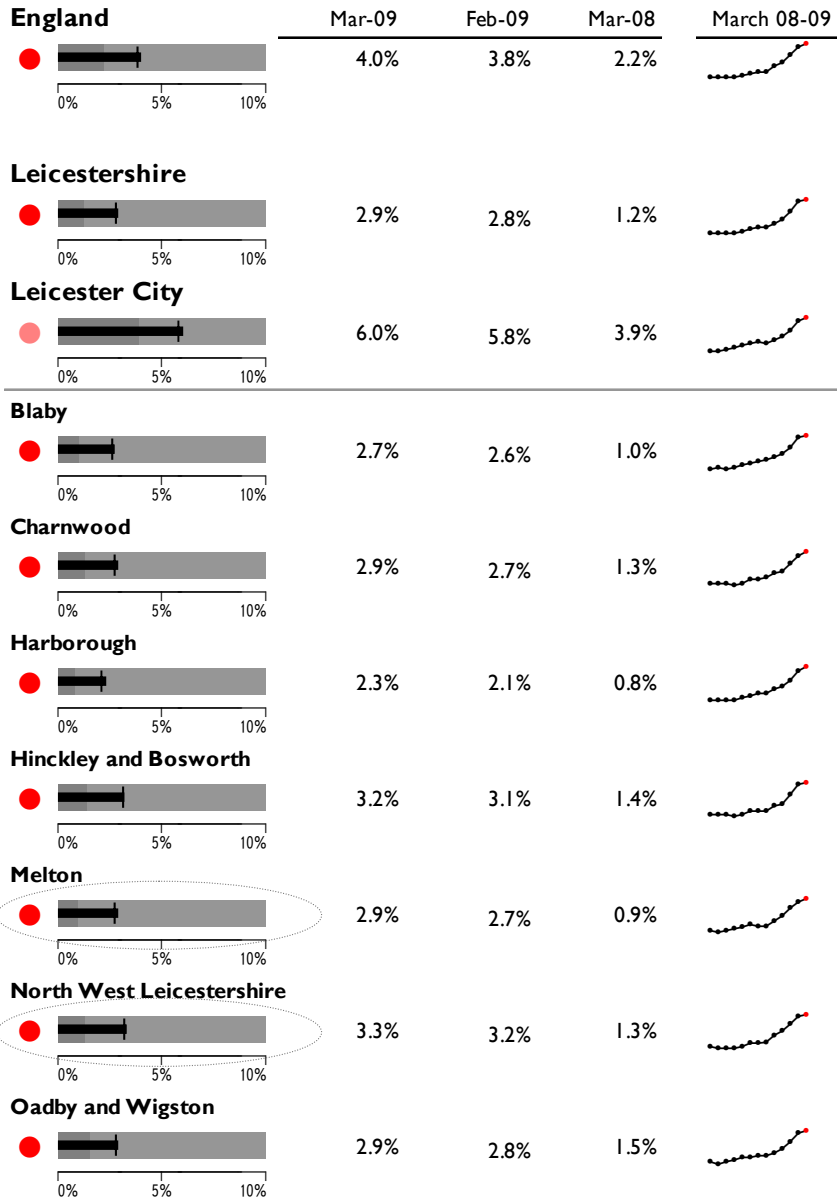 England Mar-09 Feb-09 Mar-08 March 08-09
4.0% 3.8% 2.2%
0% 5% 10%
Leicestershire
2.9% 2.8% 1.2%
0% 5% 10%
Leicester City
6.0% 5.8% 3.9%
0% 5% 10%
Blaby
2.7% 2.6% 1.0%
0% 5% 10%
Charnwood
2.9% 2.7% 1.3%
0% 5% 10%
Harborough
2.3% 2.1% 0.8%
0% 5% 10%
Hinckley and Bosworth
3.2% 3.1% 1.4%
0% 5% 10%
Melton
2.9% 2.7% 0.9%
0% 5% 10%
North West Leicestershire
3.3% 3.2% 1.3%
0% 5% 10%
Oadby and Wigston
2.9% 2.8% 1.5%
0% 5% 10%